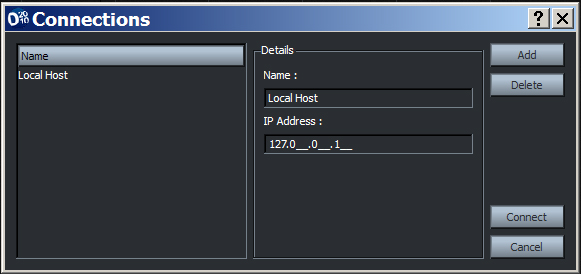 Connections
Name
Local Host
Details
Name :
Local Host
IP Address :
127.0__.0__.1__
Add
Delete
Connect
Cancel